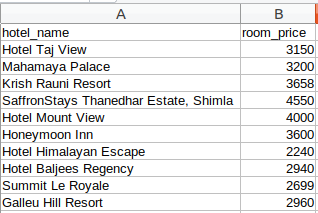 A B
hotel_name room_price
Hotel Taj View 3150
Mahamaya Palace 3200
Krish Rauni Resort 3658
SaffronStays Thanedhar Estate, Shimla 4550
Hotel Mount View 4000
Honeymoon Inn 3600
Hotel Himalayan Escape 2240
Hotel Baljees Regency 2940
Summit Le Royale 2699
Galleu Hill Resort 2960